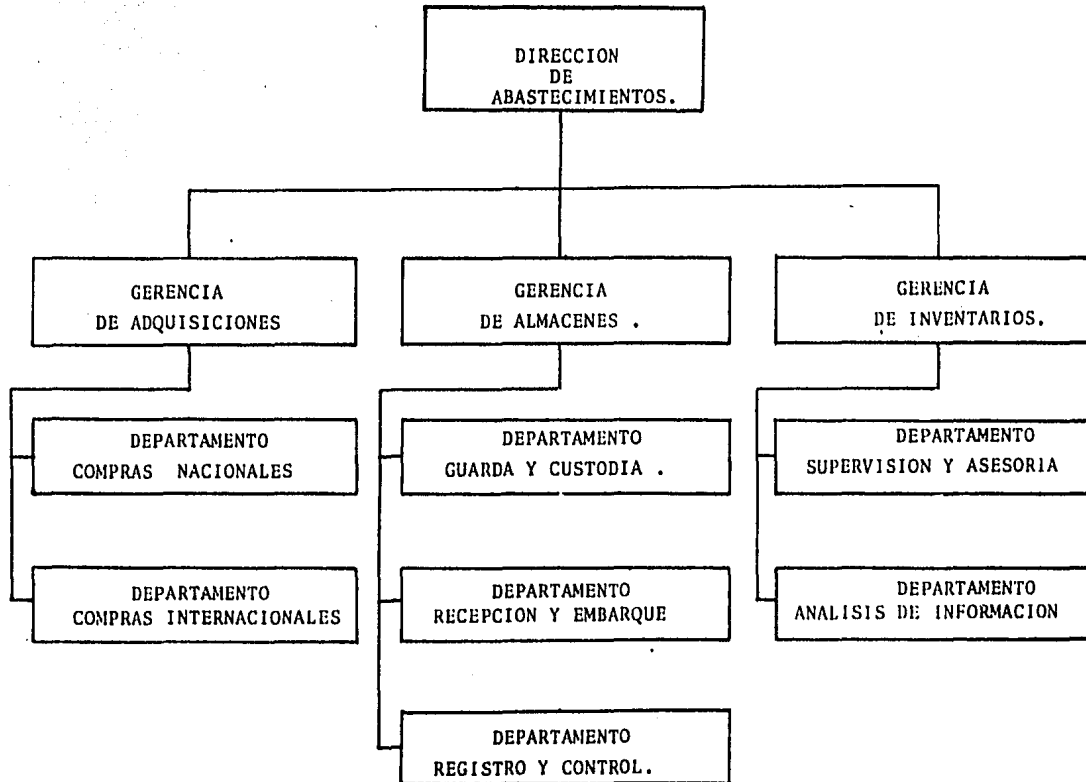 DIRECCION
DE
ABASTECIMIENTOS.
GERENCIA
DE ADQUISICIONES
GERENCIA
DE ALMACENES .
GERENCIA
DE INVENTARIOS.
DEPARTAMENTO
COMPRAS NACIONALES
DEPARTAMENTO
GUARDA Y CUSTODIA .
DEPARTAMENTO
SUPERVISION Y ASESORIA
DEPARTAMENTO
COMPRAS INTERNACIONALES
DEPARTAMENTO
RECEPCION Y EMBARQUE
DEPARTAMENTO
ANALISIS DE INFORMACION
DEPARTAMENTO
REGISTRO Y CONTROL.